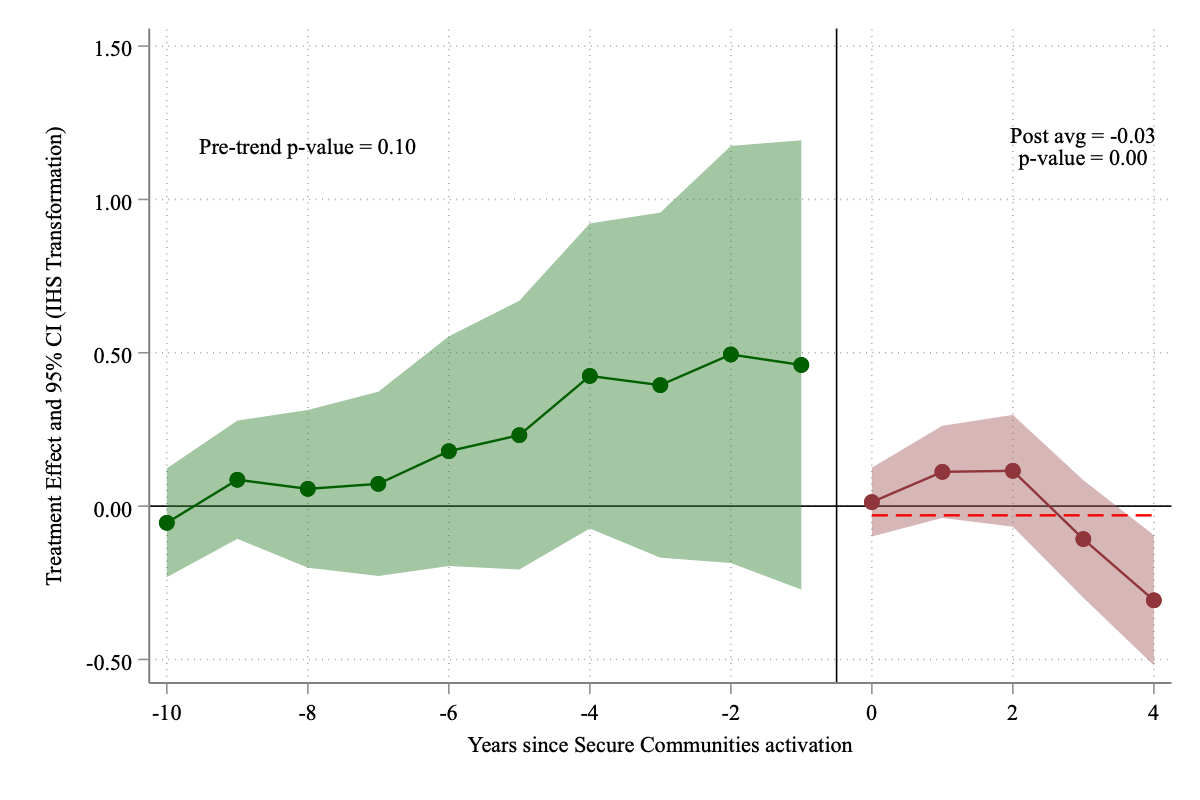 Treatment Effect and 95% CI (IHS Transformation)
1.50
1.00
0.50
0.00
-0.50
Pre-trend p-value = 0.10
Post avg = -0.03
p-value = 0.00
-10
-8
-6
-4
-2
0
2
4
Years since Secure Communities activation